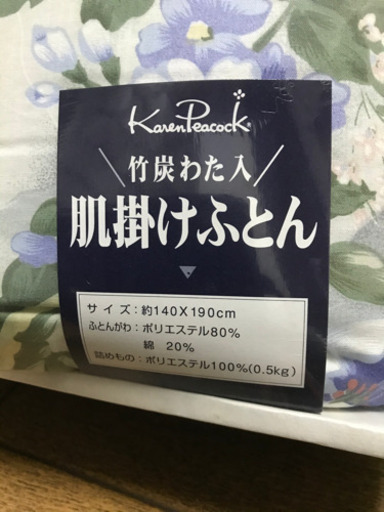 Karen Peacock
竹炭わた入
肌掛けふとん
サイズ:約140X190cm
ふとんがわ:ポリエステル80%
綿 20%
詰めもの:ポリエステル100%(0.5kg)